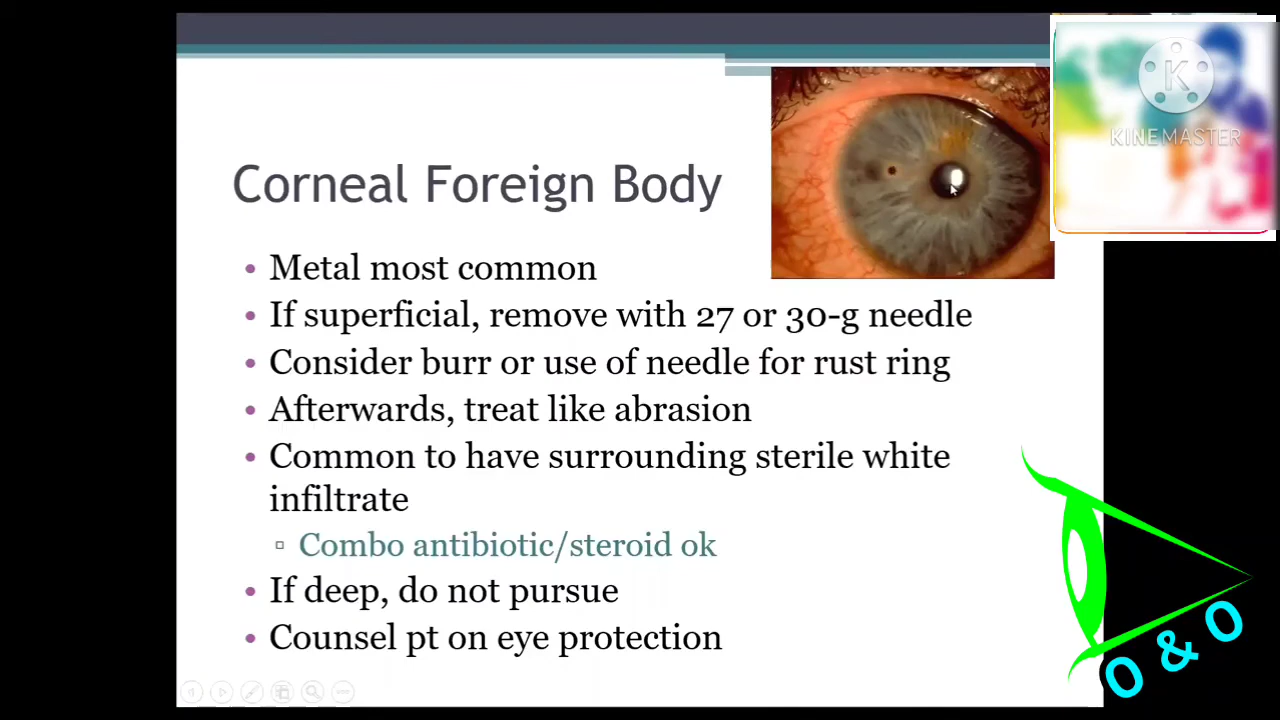 KINEMASTER
Corneal Foreign Body
• Metal most common
• If superficial, remove with 27 or 30-g needle
• Consider burr or use of needle for rust ring
• Afterwards, treat like abrasion
• Common to have surrounding sterile white
infiltrate
▫ Combo antibiotic/steroid ok
• If deep, do not pursue
• Counsel pt on eye protection
O & O